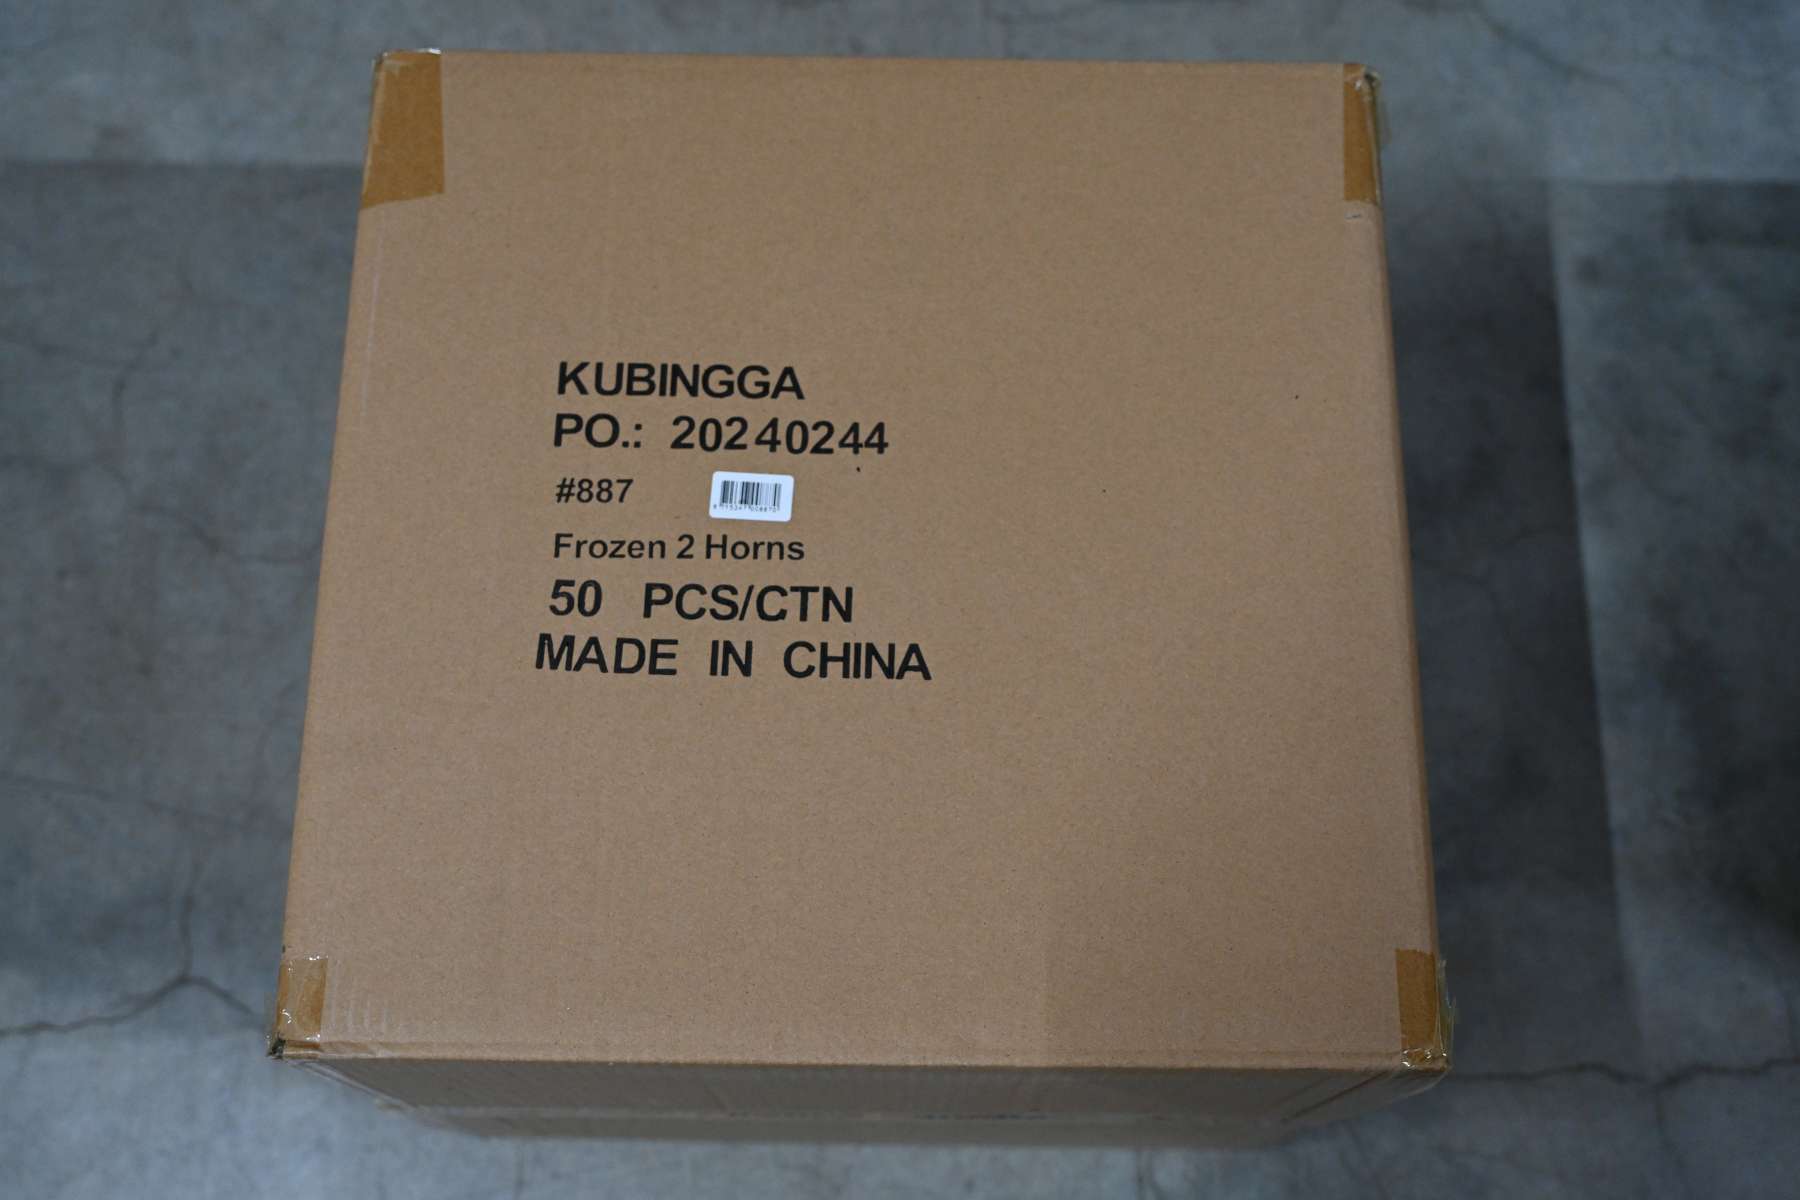 KUBINGGA
PO.: 20240244
#887
Frozen 2 Horns
50 PCS/CTN
MADE IN CHINA